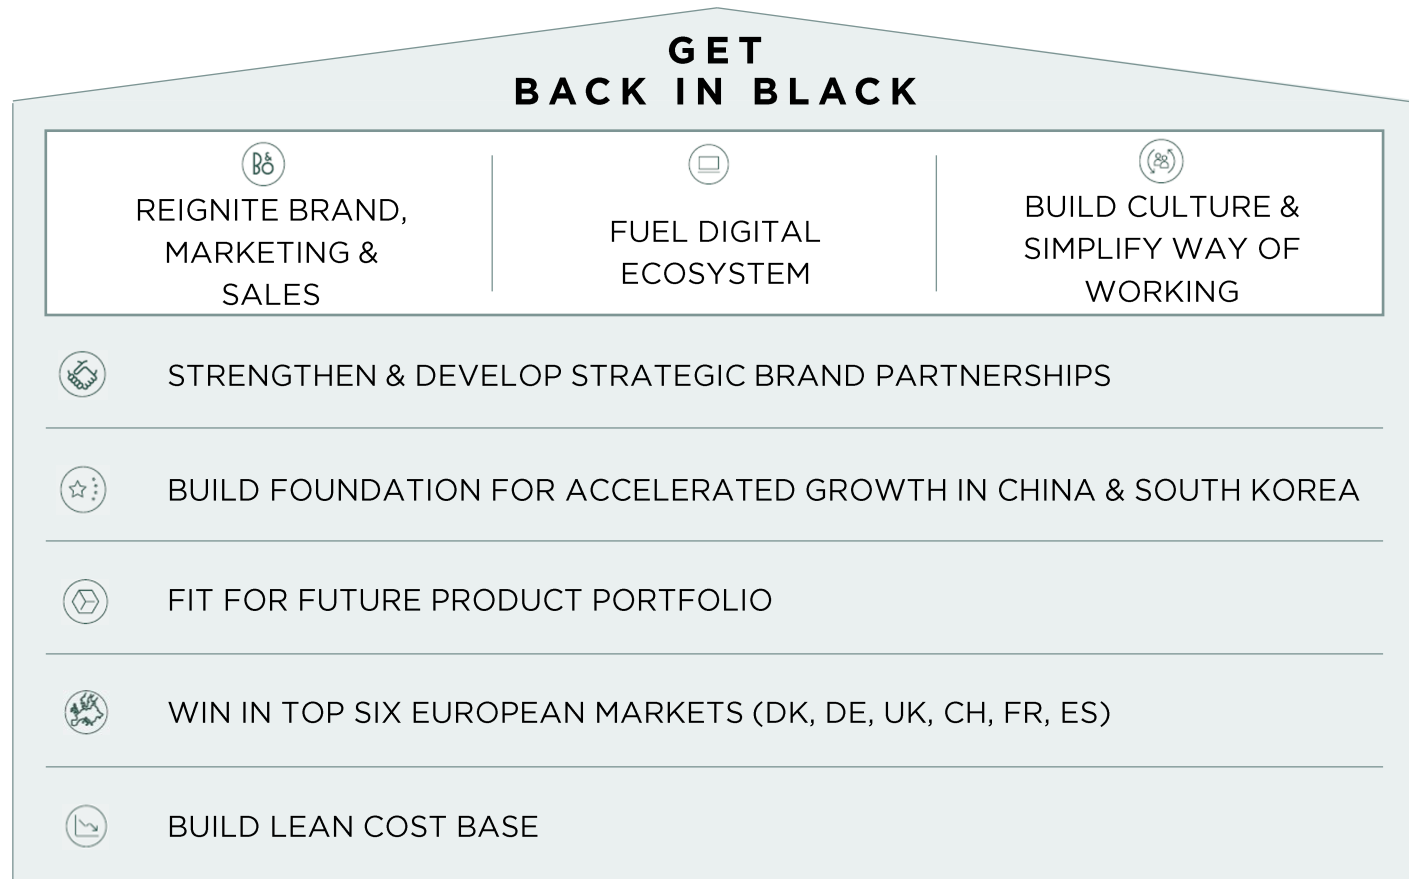 GET
BACK IN BLACK
B&O
REIGNITE BRAND,
MARKETING &
SALES
FUEL DIGITAL
ECOSYSTEM
BUILD CULTURE &
SIMPLIFY WAY OF
WORKING
STRENGTHEN & DEVELOP STRATEGIC BRAND PARTNERSHIPS
BUILD FOUNDATION FOR ACCELERATED GROWTH IN CHINA & SOUTH KOREA
FIT FOR FUTURE PRODUCT PORTFOLIO
WIN IN TOP SIX EUROPEAN MARKETS (DK, DE, UK, CH, FR, ES)
BUILD LEAN COST BASE